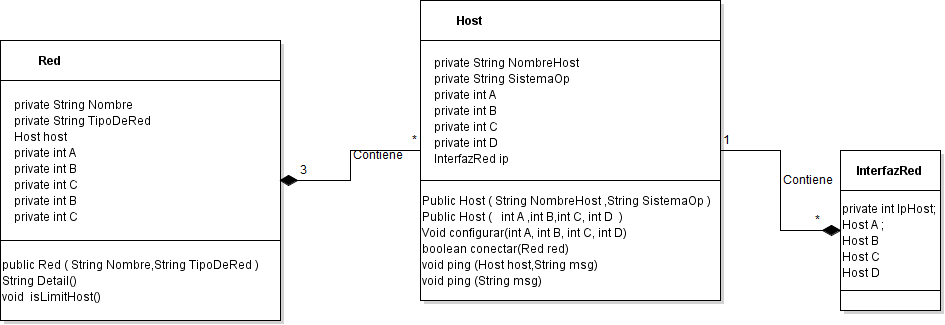 Red
private String Nombre
private String TipoDeRed
Host host
private int A
private int B
private int C
private int B
private int C
public Red ( String Nombre,String TipoDeRed )
String Detail()
void isLimitHost()
3
*
Contiene
Host
private String NombreHost
private String SistemaOp
private int A
private int B
private int C
private int D
InterfazRed ip
Public Host ( String NombreHost ,String SistemaOp )
Public Host ( int A ,int B,int C, int D )
Void configurar(int A, int B, int C, int D)
boolean conectar(Red red)
void ping (Host host,String msg)
void ping (String msg)
1
Contiene
*
InterfazRed
private int IpHost;
Host A ;
Host B
Host C
Host D